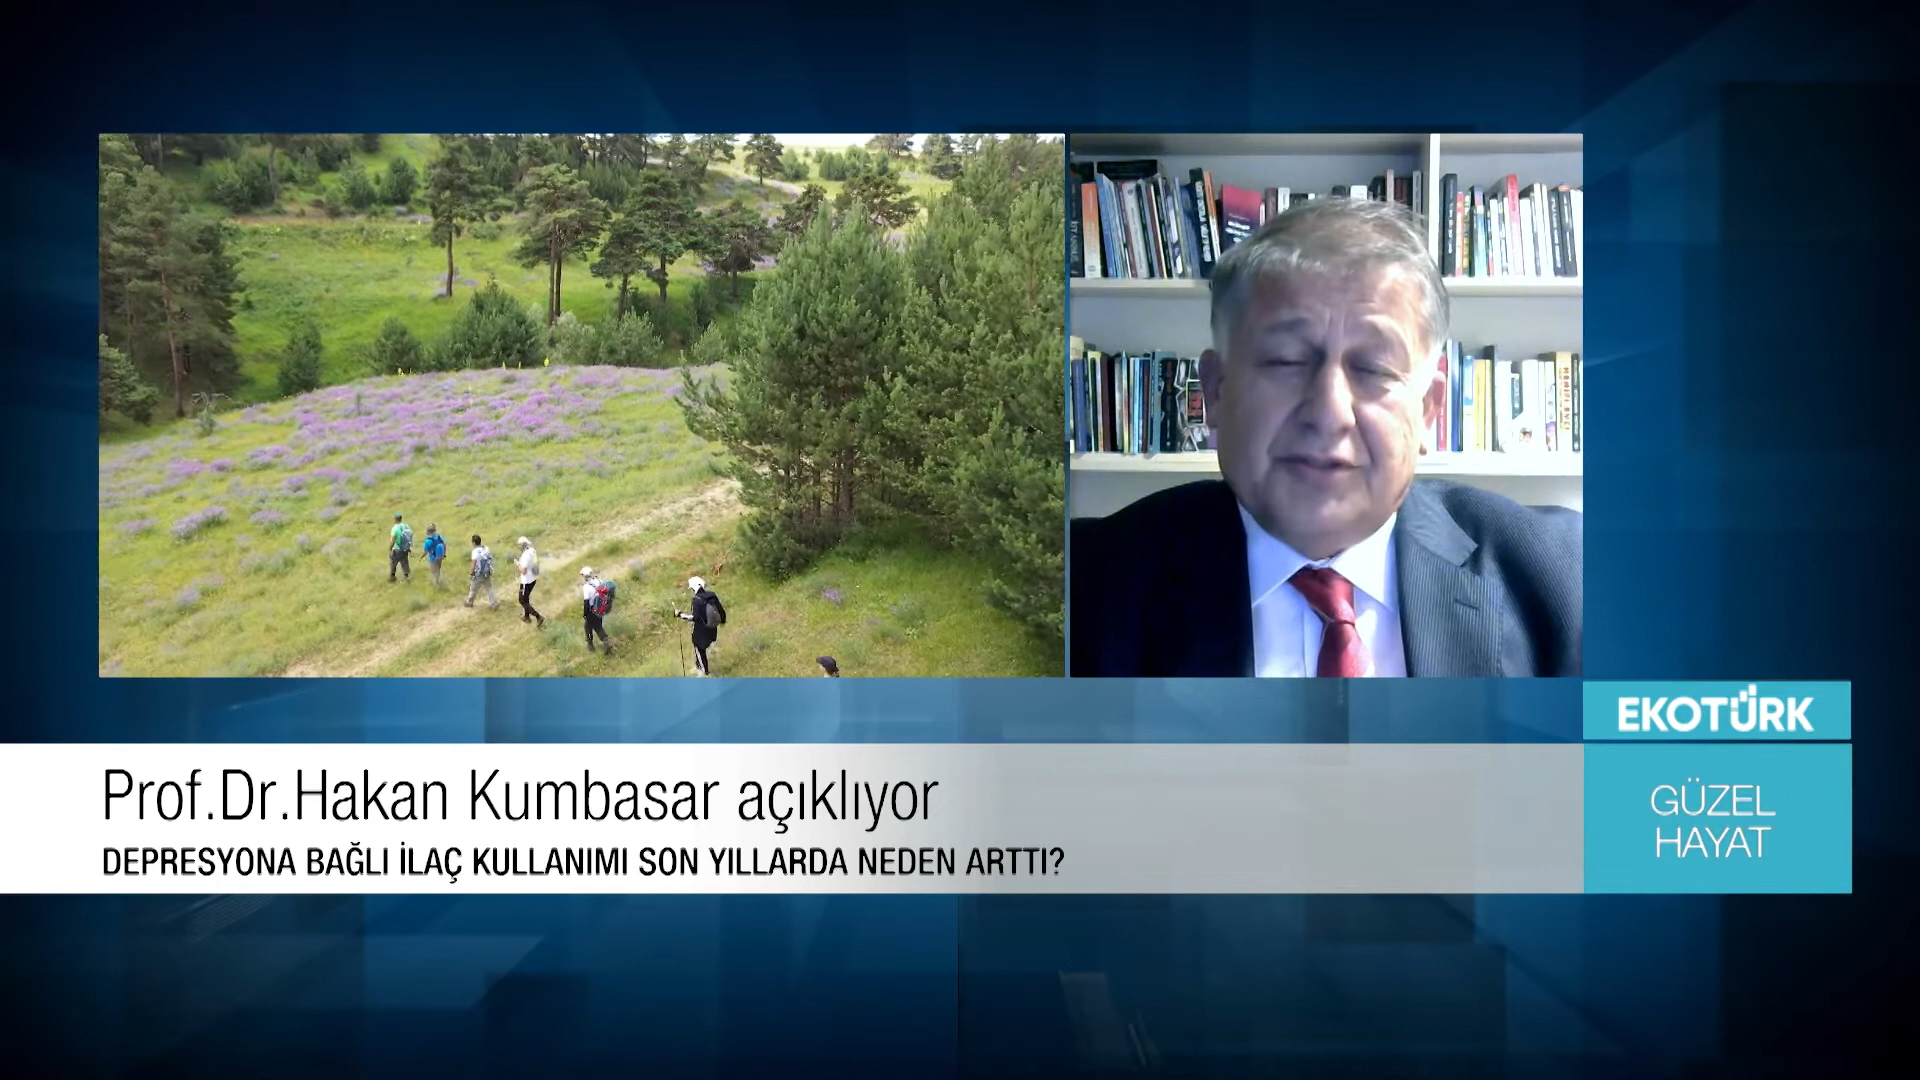 EKOTÜRK
Prof.Dr.Hakan Kumbasar açıklıyor
DEPRESYONA BAĞLI İLAÇ KULLANIMI SON YILLARDA NEDEN ARTTI?
GÜZEL
HAYAT